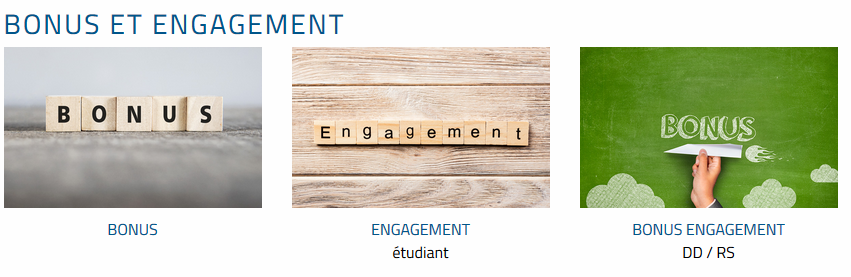 BONUS ET ENGAGEMENT
BONUS
Engagement
BONUS
BONUS
ENGAGEMENT
étudiant
BONUS ENGAGEMENT
DD / RS